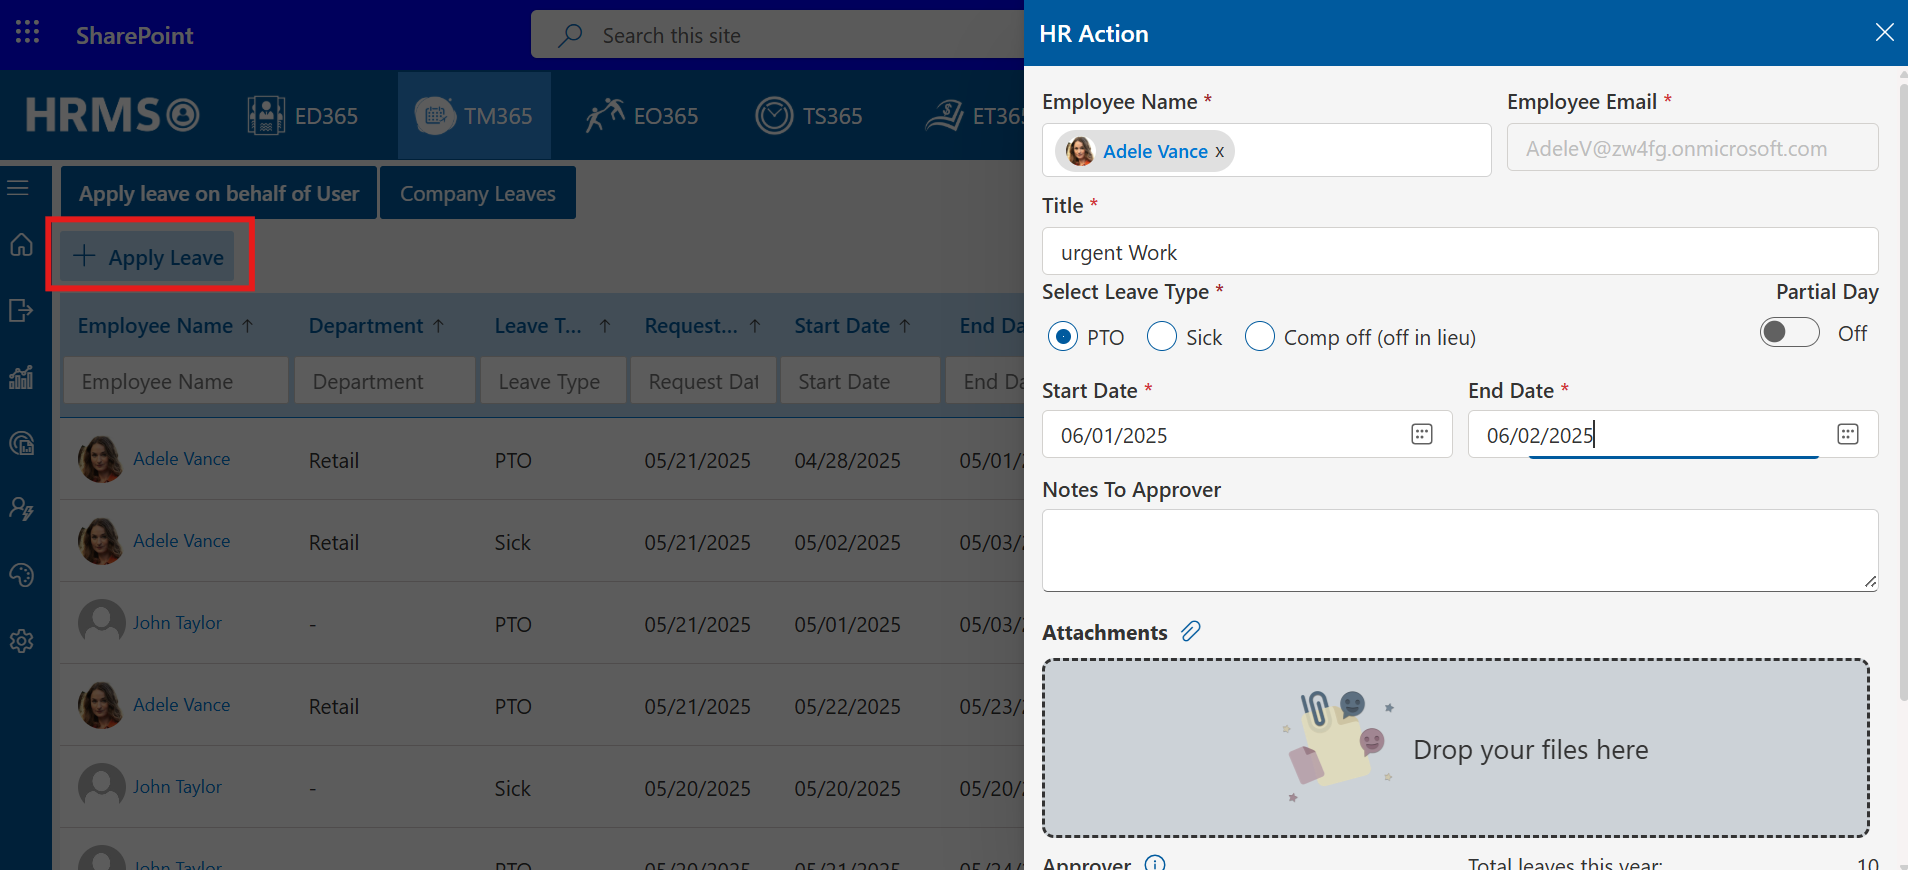 SharePoint
Search this site
HRMS
ED365
TM365
EO365
TS365
ET365
Apply leave on behalf of User
Company Leaves
Apply Leave
Employee Name ↑ Department ↑ Leave T... ↑ Request... ↑ Start Date ↑ End Da
Employee Name Department Leave Type Request Dat Start Date End Da
Adele Vance Retail PTO 05/21/2025 04/28/2025 05/01/
Adele Vance Retail Sick 05/21/2025 05/02/2025 05/03/
John Taylor - PTO 05/21/2025 05/01/2025 05/03/
Adele Vance Retail PTO 05/21/2025 05/22/2025 05/23/
John Taylor - Sick 05/20/2025 05/20/2025 05/20/
John Taylor PTO 05/20/2025 05/21/2025 05/24/
HR Action
Employee Name *
Employee Email *
Adele Vance x
AdeleV@zw4fg.onmicrosoft.com
Title *
urgent Work
Select Leave Type *
Partial Day
PTO Sick Comp off (off in lieu)
Off
Start Date *
End Date *
06/01/2025
06/02/2025
Notes To Approver
Attachments
Drop your files here
Approver
Total leaves this year: 10